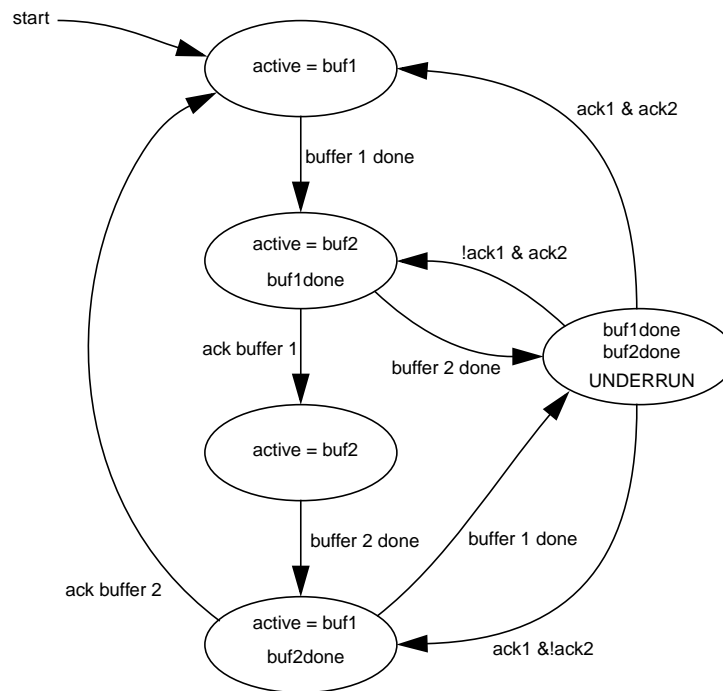 start
active = buf1
ack1 & ack2
buffer 1 done
active = buf2
buf1done
!ack1 & ack2
buf1done
buf2done
UNDERRUN
ack buffer 1
buffer 2 done
active = buf2
buffer 2 done
buffer 1 done
ack buffer 2
active = buf1
buf2done
ack1 &!ack2